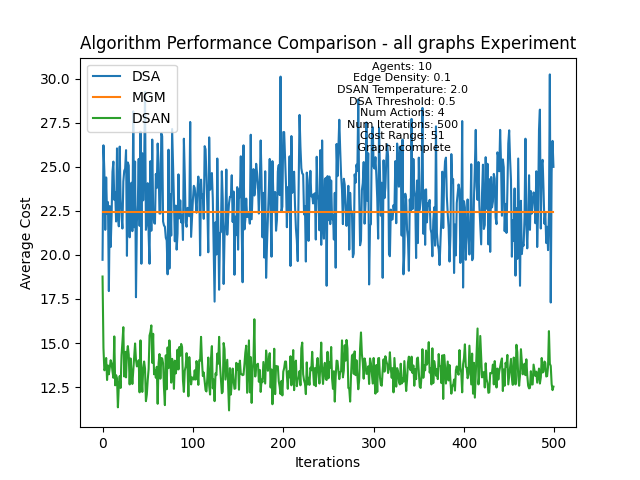 Algorithm Performance Comparison - all graphs Experiment
DSA
MGM
DSAN
Agents: 10
Edge Density: 0.1
DSAN Temperature: 2.0
DSA Threshold: 0.5
Num Actions: 4
Num Iterations: 500
Cost Range: 51
Graph: complete
Average Cost
30.0
27.5
25.0
22.5
20.0
17.5
15.0
12.5
0 100 200 300 400 500
Iterations